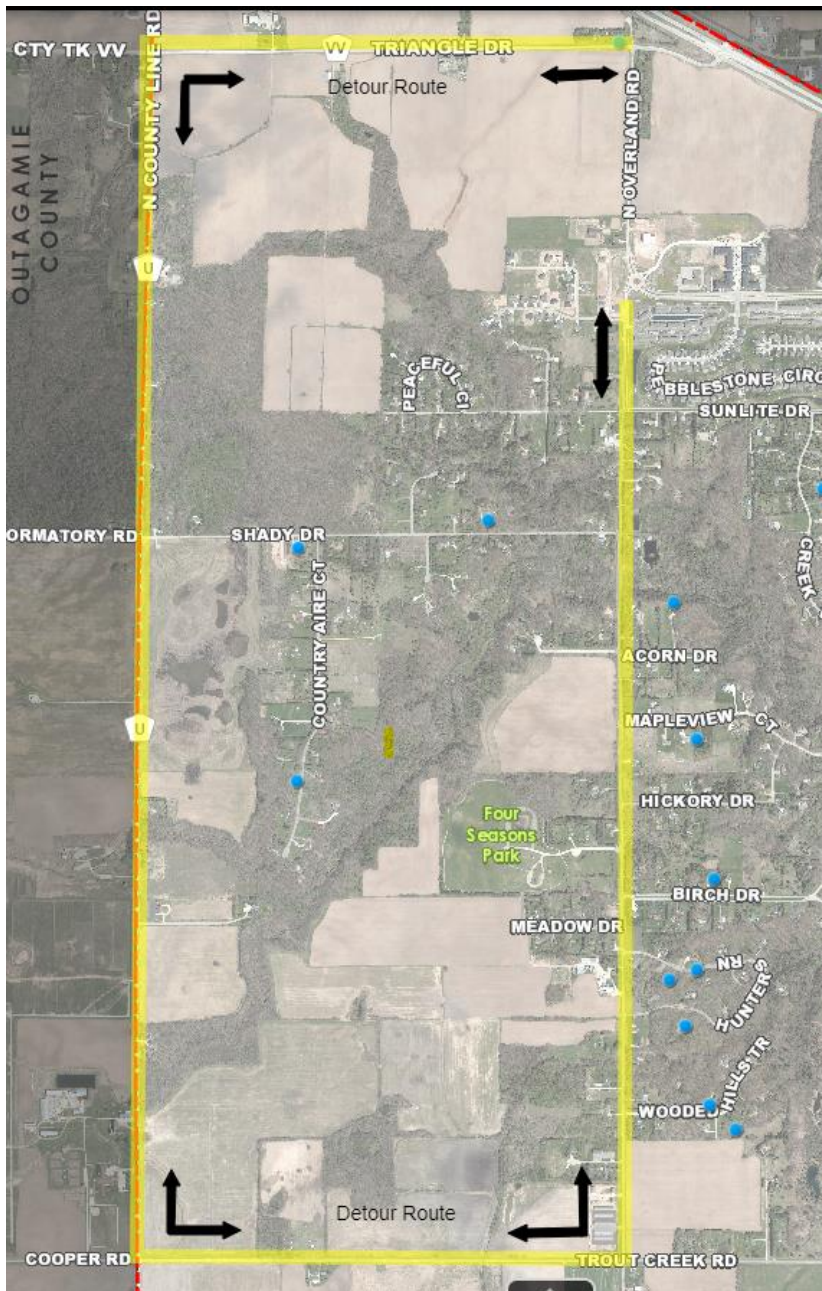 CTY TK VV
N COUNTY LINE RD
VV
TRIANGLE DR
Detour Route
N OVERLAND RD
OUTAGAMIE
COUNTY
U
PEACEFUL CI
PEBBLESTONE CIRC
SUNLITE DR
ORMATORY RD
SHADY DR
COUNTRY AIRE CT
CREEK
ACORN DR
U
MAPLEVIEW CT
HICKORY DR
Four
Seasons
Park
BIRCH DR
MEADOW DR
HUNTERS RN
WOODED HILLS TR
Detour Route
COOPER RD
TROUT CREEK RD